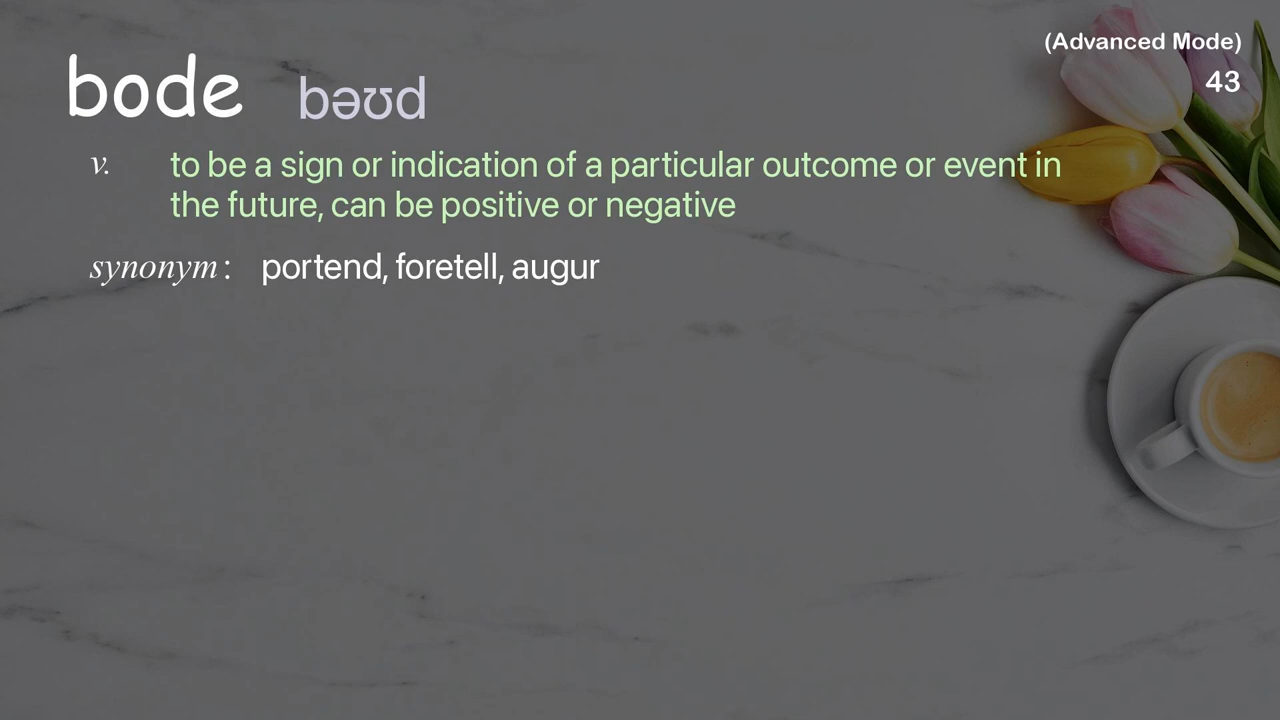 (Advanced Mode)
43
bode bəʊd
v. to be a sign or indication of a particular outcome or event in
the future, can be positive or negative
synonym : portend, foretell, augur